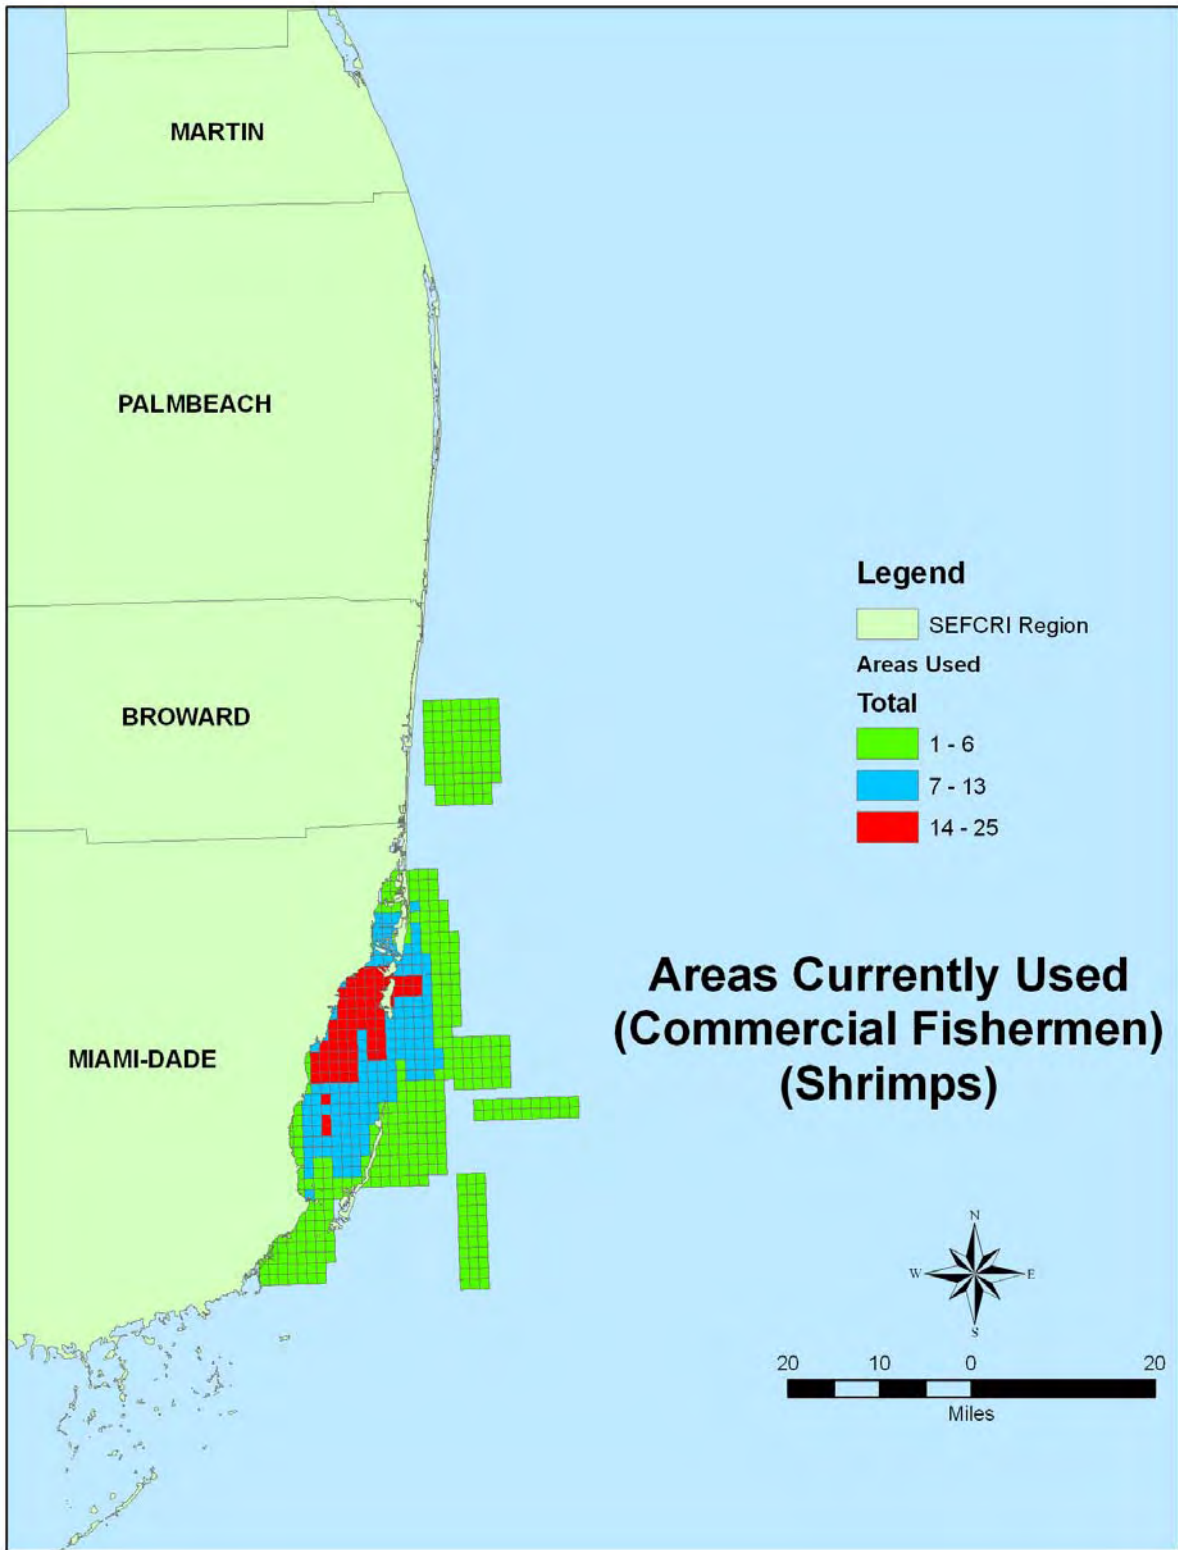 MARTIN
PALMBEACH
BROWARD
MIAMI-DADE
Legend
SEFCRI Region
Areas Used
Total
1 - 6
7 - 13
14 - 25
Areas Currently Used
(Commercial Fishermen)
(Shrimps)
N
W E
S
20 10 0 20
Miles